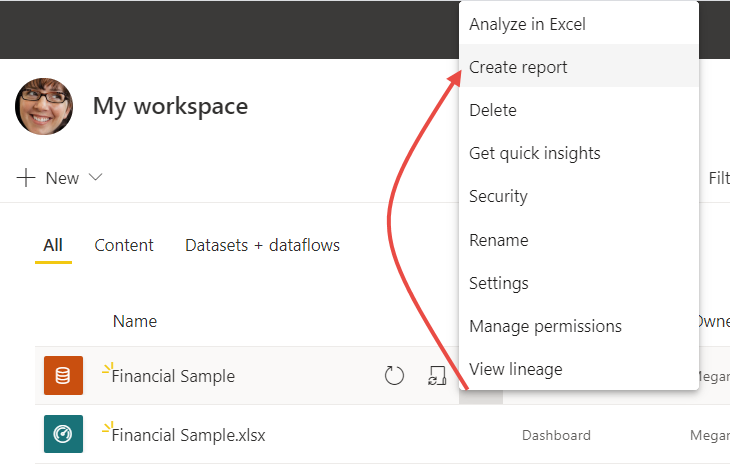 Analyze in Excel
Create report
Delete
Get quick insights
Security
Rename
Settings
Manage permissions
View lineage
My workspace
New
Filt
All
Content
Datasets + dataflows
Name
Owne
Financial Sample
Megan
Financial Sample.xlsx
Dashboard
Megan